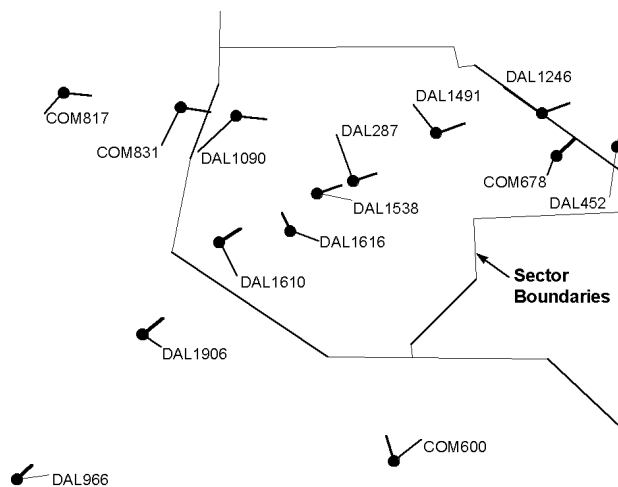 DAL1246
DAL1491
COM817
DAL287
COM831
DAL1090
COM678
DAL452
DAL1538
DAL1616
DAL1610
Sector
Boundaries
DAL1906
COM600
DAL966